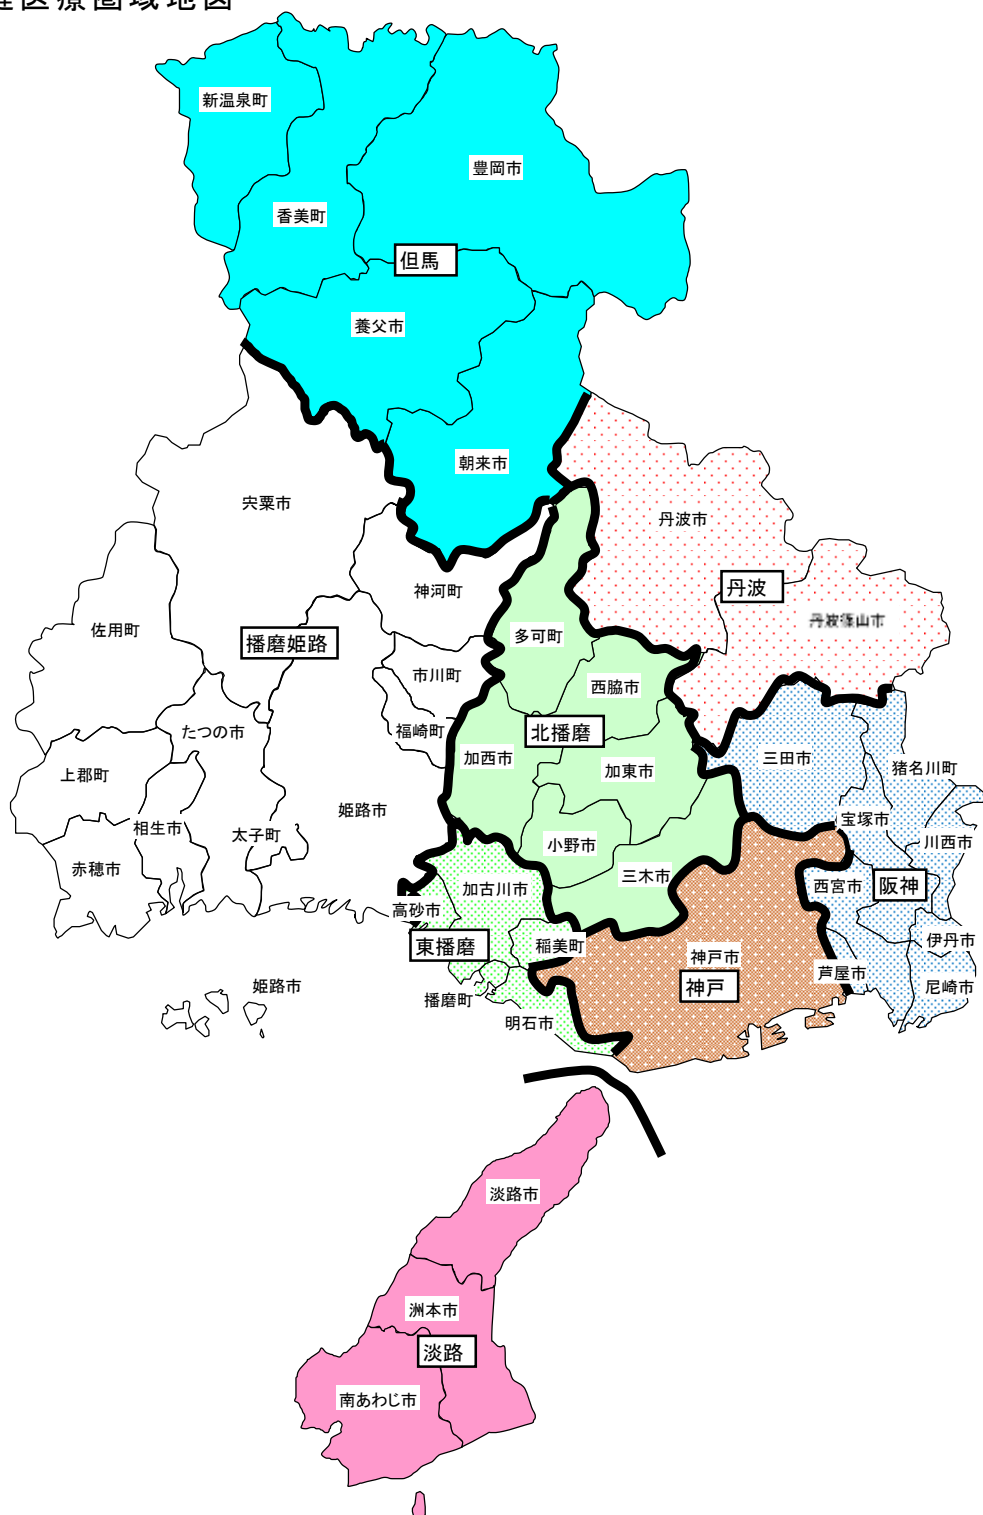 医療圏域地図
新温泉町
豊岡市
香美町
但馬
養父市
朝来市
宍粟市
丹波市
丹波
神河町
丹波篠山市
佐用町
多可町
播磨姫路
市川町
西脇市
たつの市
福崎町
北播磨
加西市
三田市
猪名川町
上郡町
加東市
姫路市
宝塚市
相生市
太子町
川西市
小野市
赤穂市
三木市
加古川市
西宮市
阪神
高砂市
東播磨
稲美町
伊丹市
神戸市
芦屋市
姫路市
神戸
尼崎市
播磨町
明石市
淡路市
洲本市
淡路
南あわじ市